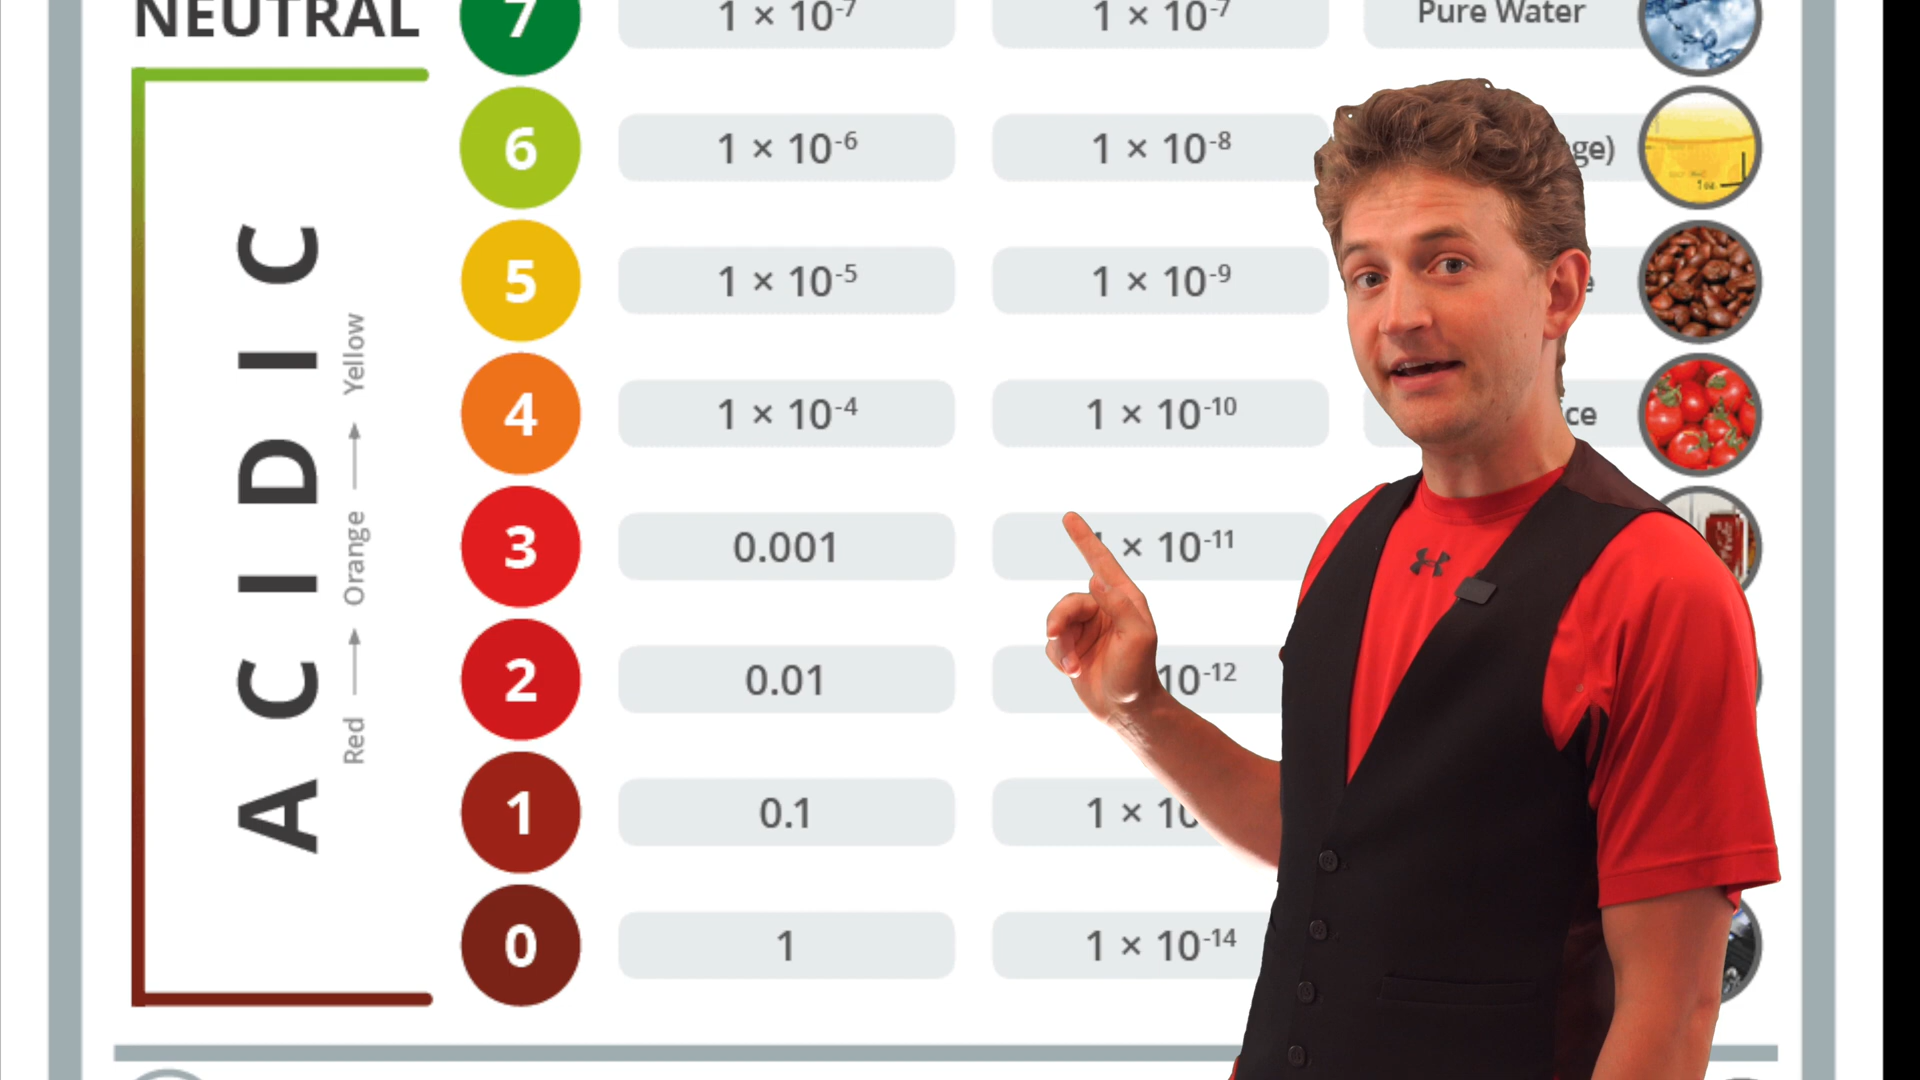 NEUTRAL 7 1 × 10⁻⁷ 1 × 10⁻⁷ Pure Water
6 1 × 10⁻⁶ 1 × 10⁻⁸ ge)
5 1 × 10⁻⁵ 1 × 10⁻⁹
4 1 × 10⁻⁴ 1 × 10⁻¹⁰ ce
3 0.001 × 10⁻¹¹
2 0.01 10⁻¹²
1 0.1 1 × 10
0 1 1 × 10⁻¹⁴
ACIDIC
Red → Orange → Yellow